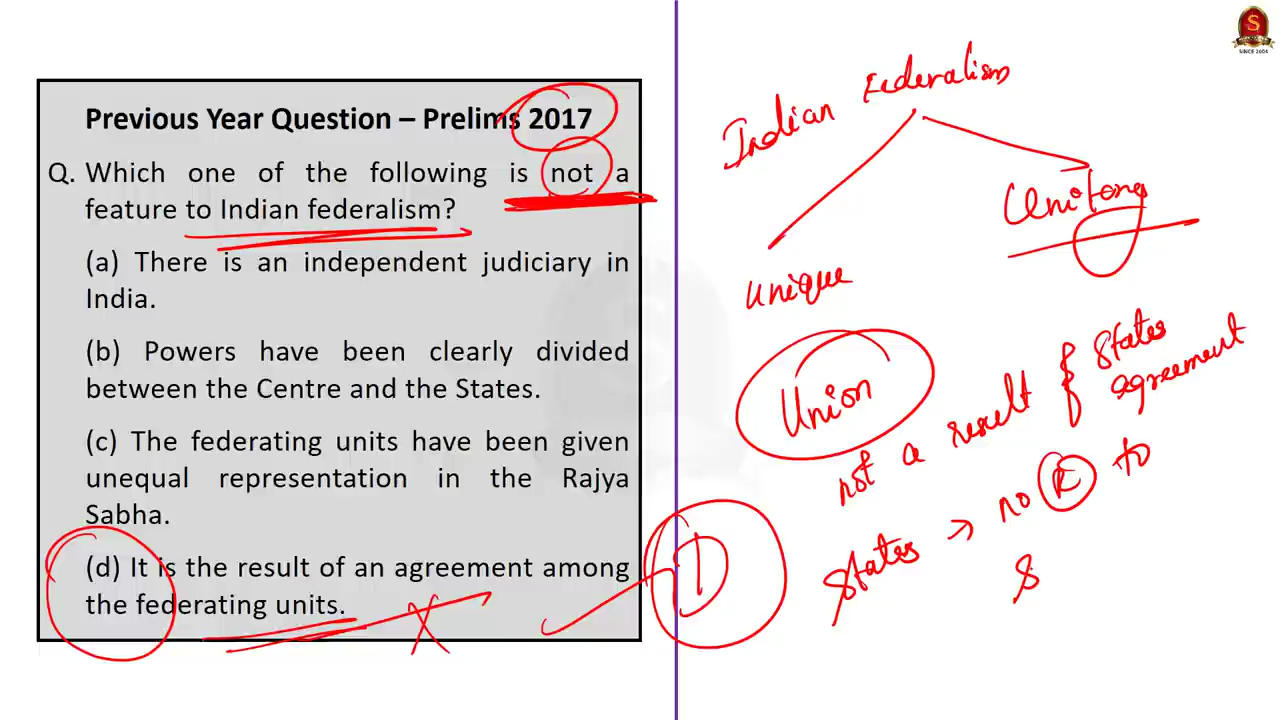 Previous Year Question – Prelims 2017
Q. Which one of the following is not a
feature to Indian federalism?
(a) There is an independent judiciary in
India.
(b) Powers have been clearly divided
between the Centre and the States.
(c) The federating units have been given
unequal representation in the Rajya
Sabha.
(d) It is the result of an agreement among
the federating units.
Indian Federalism
Unitary
unique
Union
not a result of States
agreement
States → no R to
S
D
S
SINCE 2004